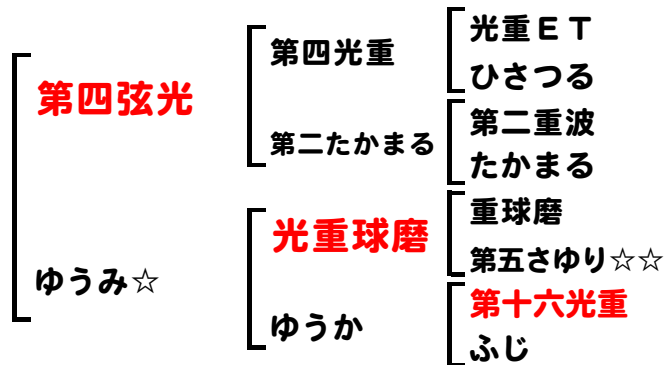 第四弦光
ゆうみ☆
第四光重
第二たかまる
光重球磨
ゆうか
光重ＥＴ
ひさつる
第二重波
たかまる
重球磨
第五さゆり☆☆
第十六光重
ふじ